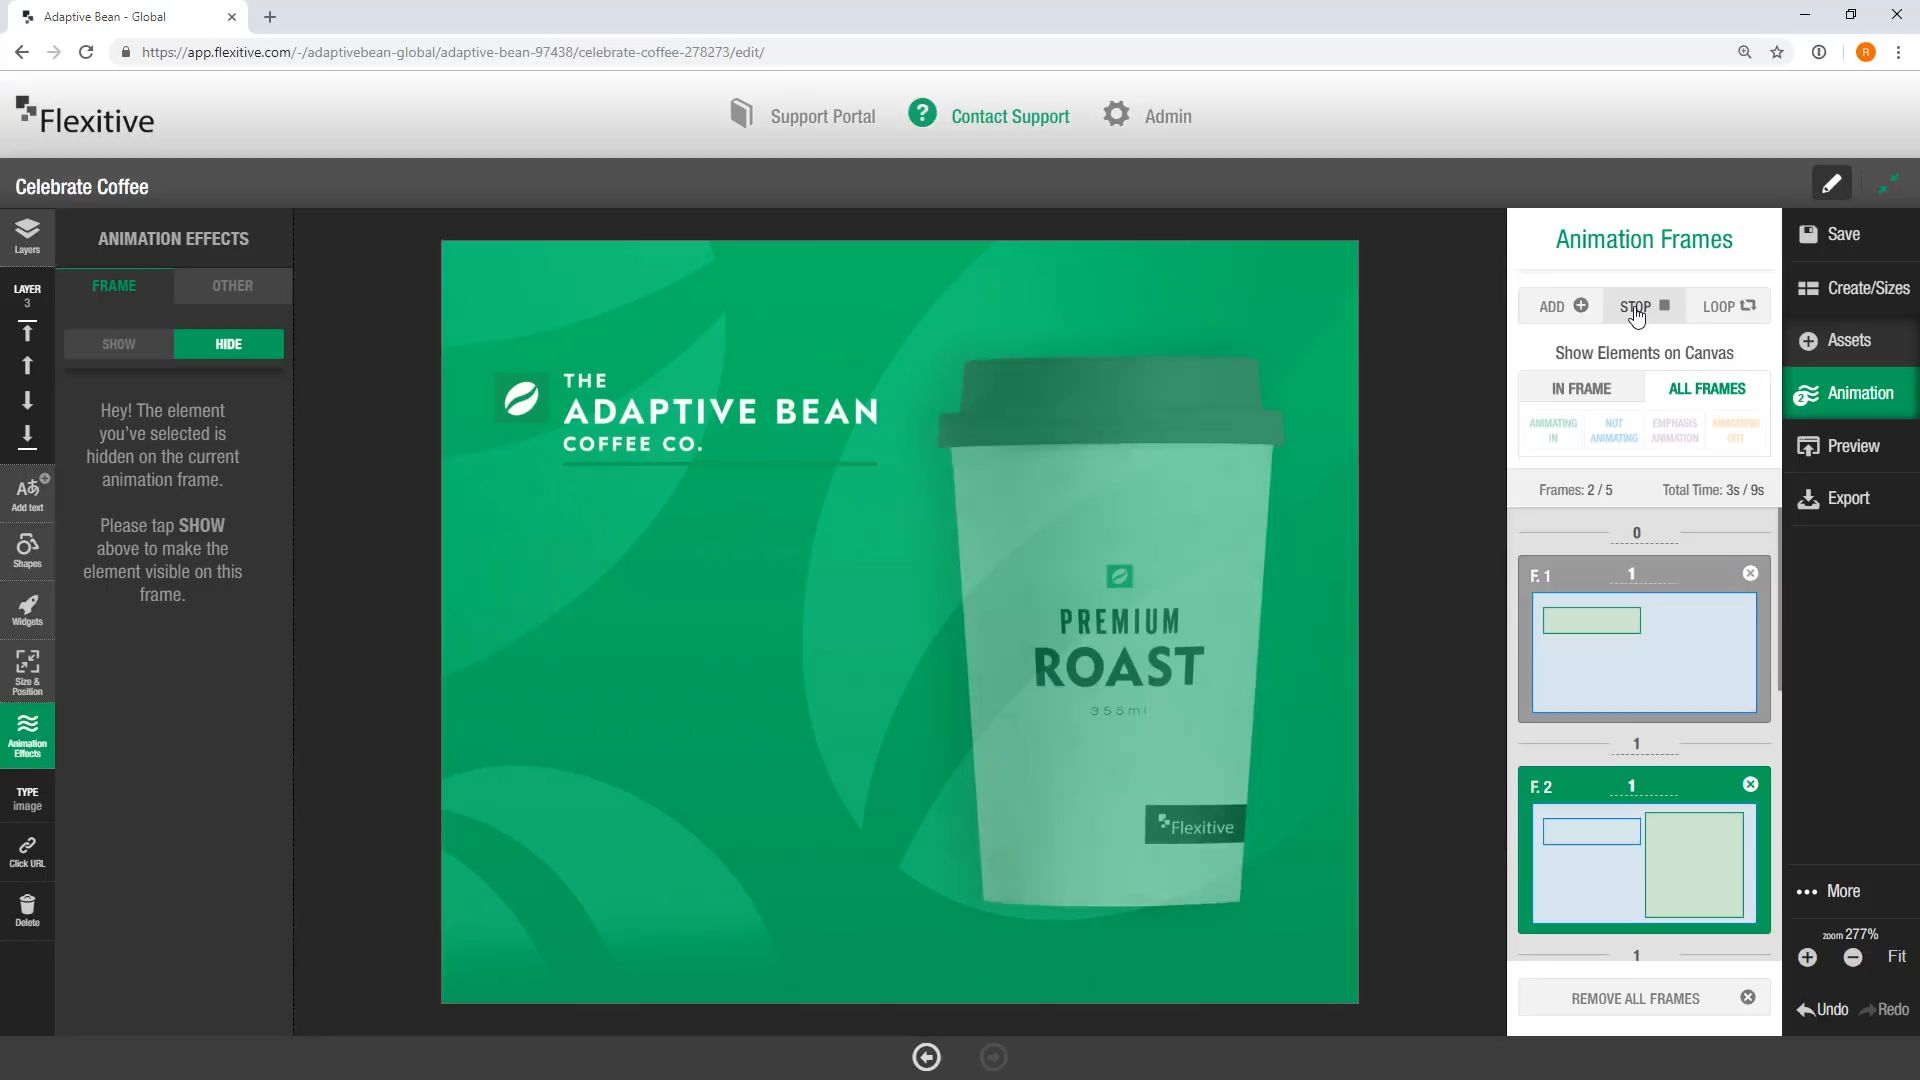 Adaptive Bean - Global
https://app.flexitive.com/-/adaptivebean-global/adaptive-bean-97438/celebrate-coffee-278273/edit/
R
Flexitive
Support Portal
? Contact Support
Admin
Celebrate Coffee
Layers
LAYER
3
Add text
Shapes
Widgets
Size &
Position
Animation
Effects
TYPE
image
Click URL
Delete
ANIMATION EFFECTS
FRAME OTHER
SHOW HIDE
Hey! The element
you've selected is
hidden on the current
animation frame.
Please tap SHOW
above to make the
element visible on this
frame.
THE
ADAPTIVE BEAN
COFFEE CO.
PREMIUM
ROAST
355ml
Flexitive
Animation Frames
ADD STOP LOOP
Show Elements on Canvas
IN FRAME ALL FRAMES
ANIMATING IN
NOT ANIMATING
EMPHASIS ANIMATION
ANIMATING OUT
Frames: 2 / 5 Total Time: 3s / 9s
0
F. 1 1
1
F. 2 1
1
REMOVE ALL FRAMES
Save
Create/Sizes
Assets
2 Animation
Preview
Export
More
zoom 277%
Fit
Undo Redo